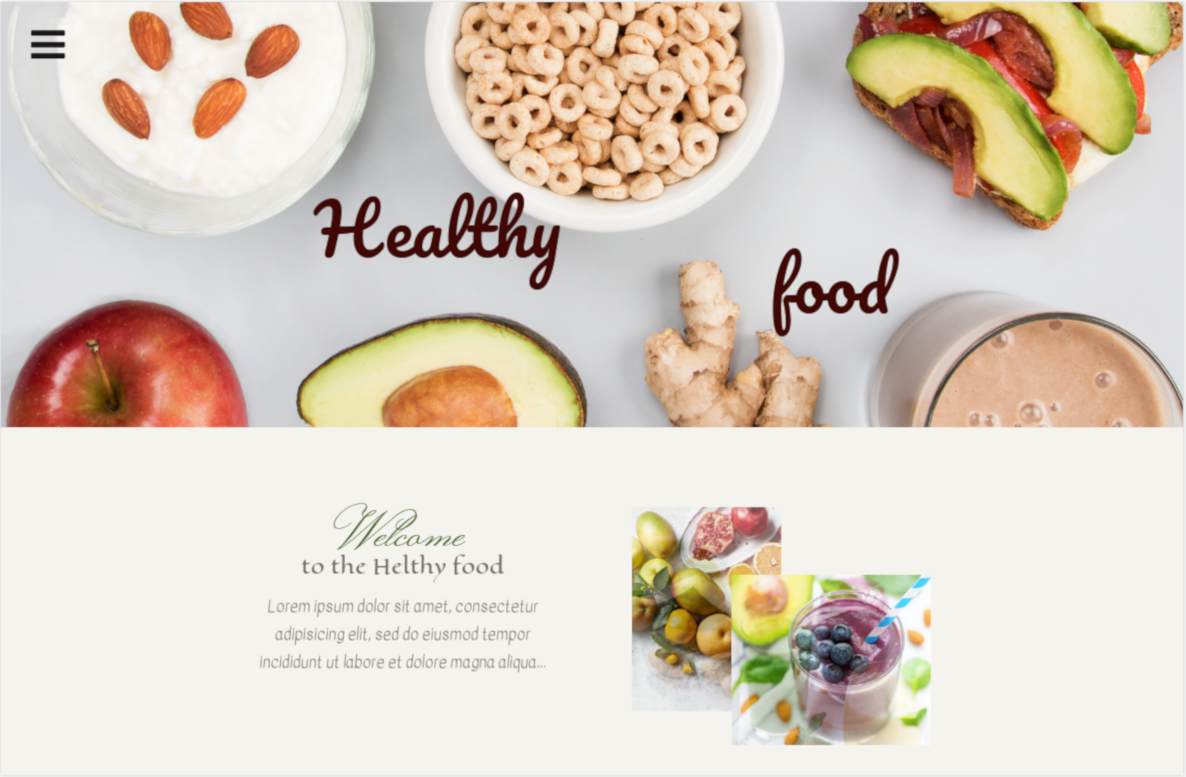 Healthy
food
Welcome
to the Helthy food
Lorem ipsum dolor sit amet, consectetur
adipisicing elit, sed do eiusmod tempor
incididunt ut labore et dolore magna aliqua...